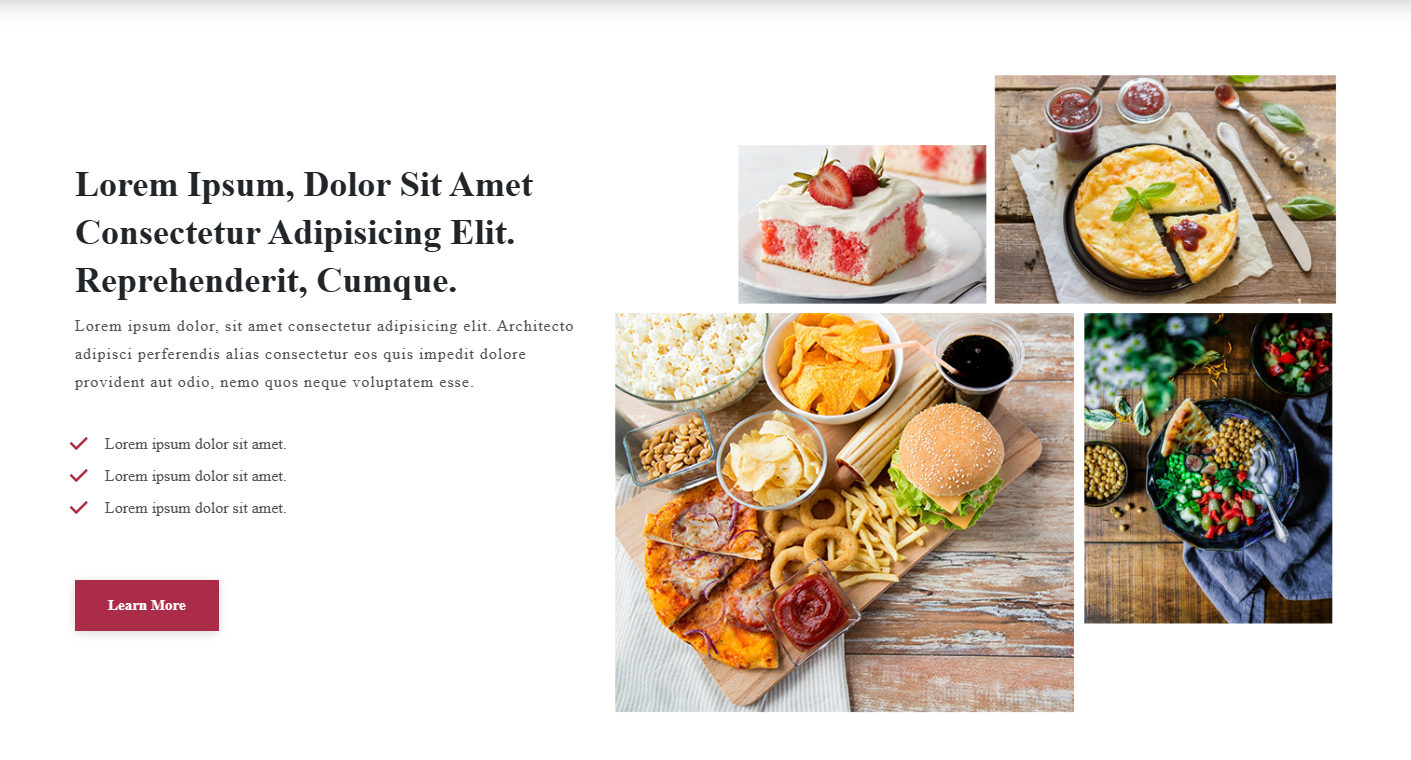 Lorem Ipsum, Dolor Sit Amet
Consectetur Adipisicing Elit.
Reprehenderit, Cumque.
Lorem ipsum dolor, sit amet consectetur adipisicing elit. Architecto
adipisci perferendis alias consectetur eos quis impedit dolore
provident aut odio, nemo quos neque voluptatem esse.
Lorem ipsum dolor sit amet.
Lorem ipsum dolor sit amet.
Lorem ipsum dolor sit amet.
Learn More